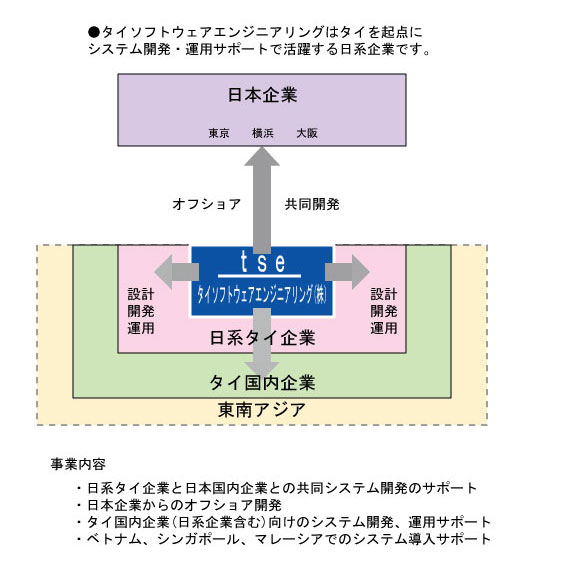 ●タイソフトウェアエンジニアリングはタイを起点に
システム開発・運用サポートで活躍する日系企業です。
日本企業
東京 横浜 大阪
オフショア 共同開発
tse
タイソフトウェアエンジニアリング(株)
設計
開発
運用
設計
開発
運用
日系タイ企業
タイ国内企業
東南アジア
事業内容
・日系タイ企業と日本国内企業との共同システム開発のサポート
・日本企業からのオフショア開発
・タイ国内企業(日系企業含む)向けのシステム開発、運用サポート
・ベトナム、シンガポール、マレーシアでのシステム導入サポート